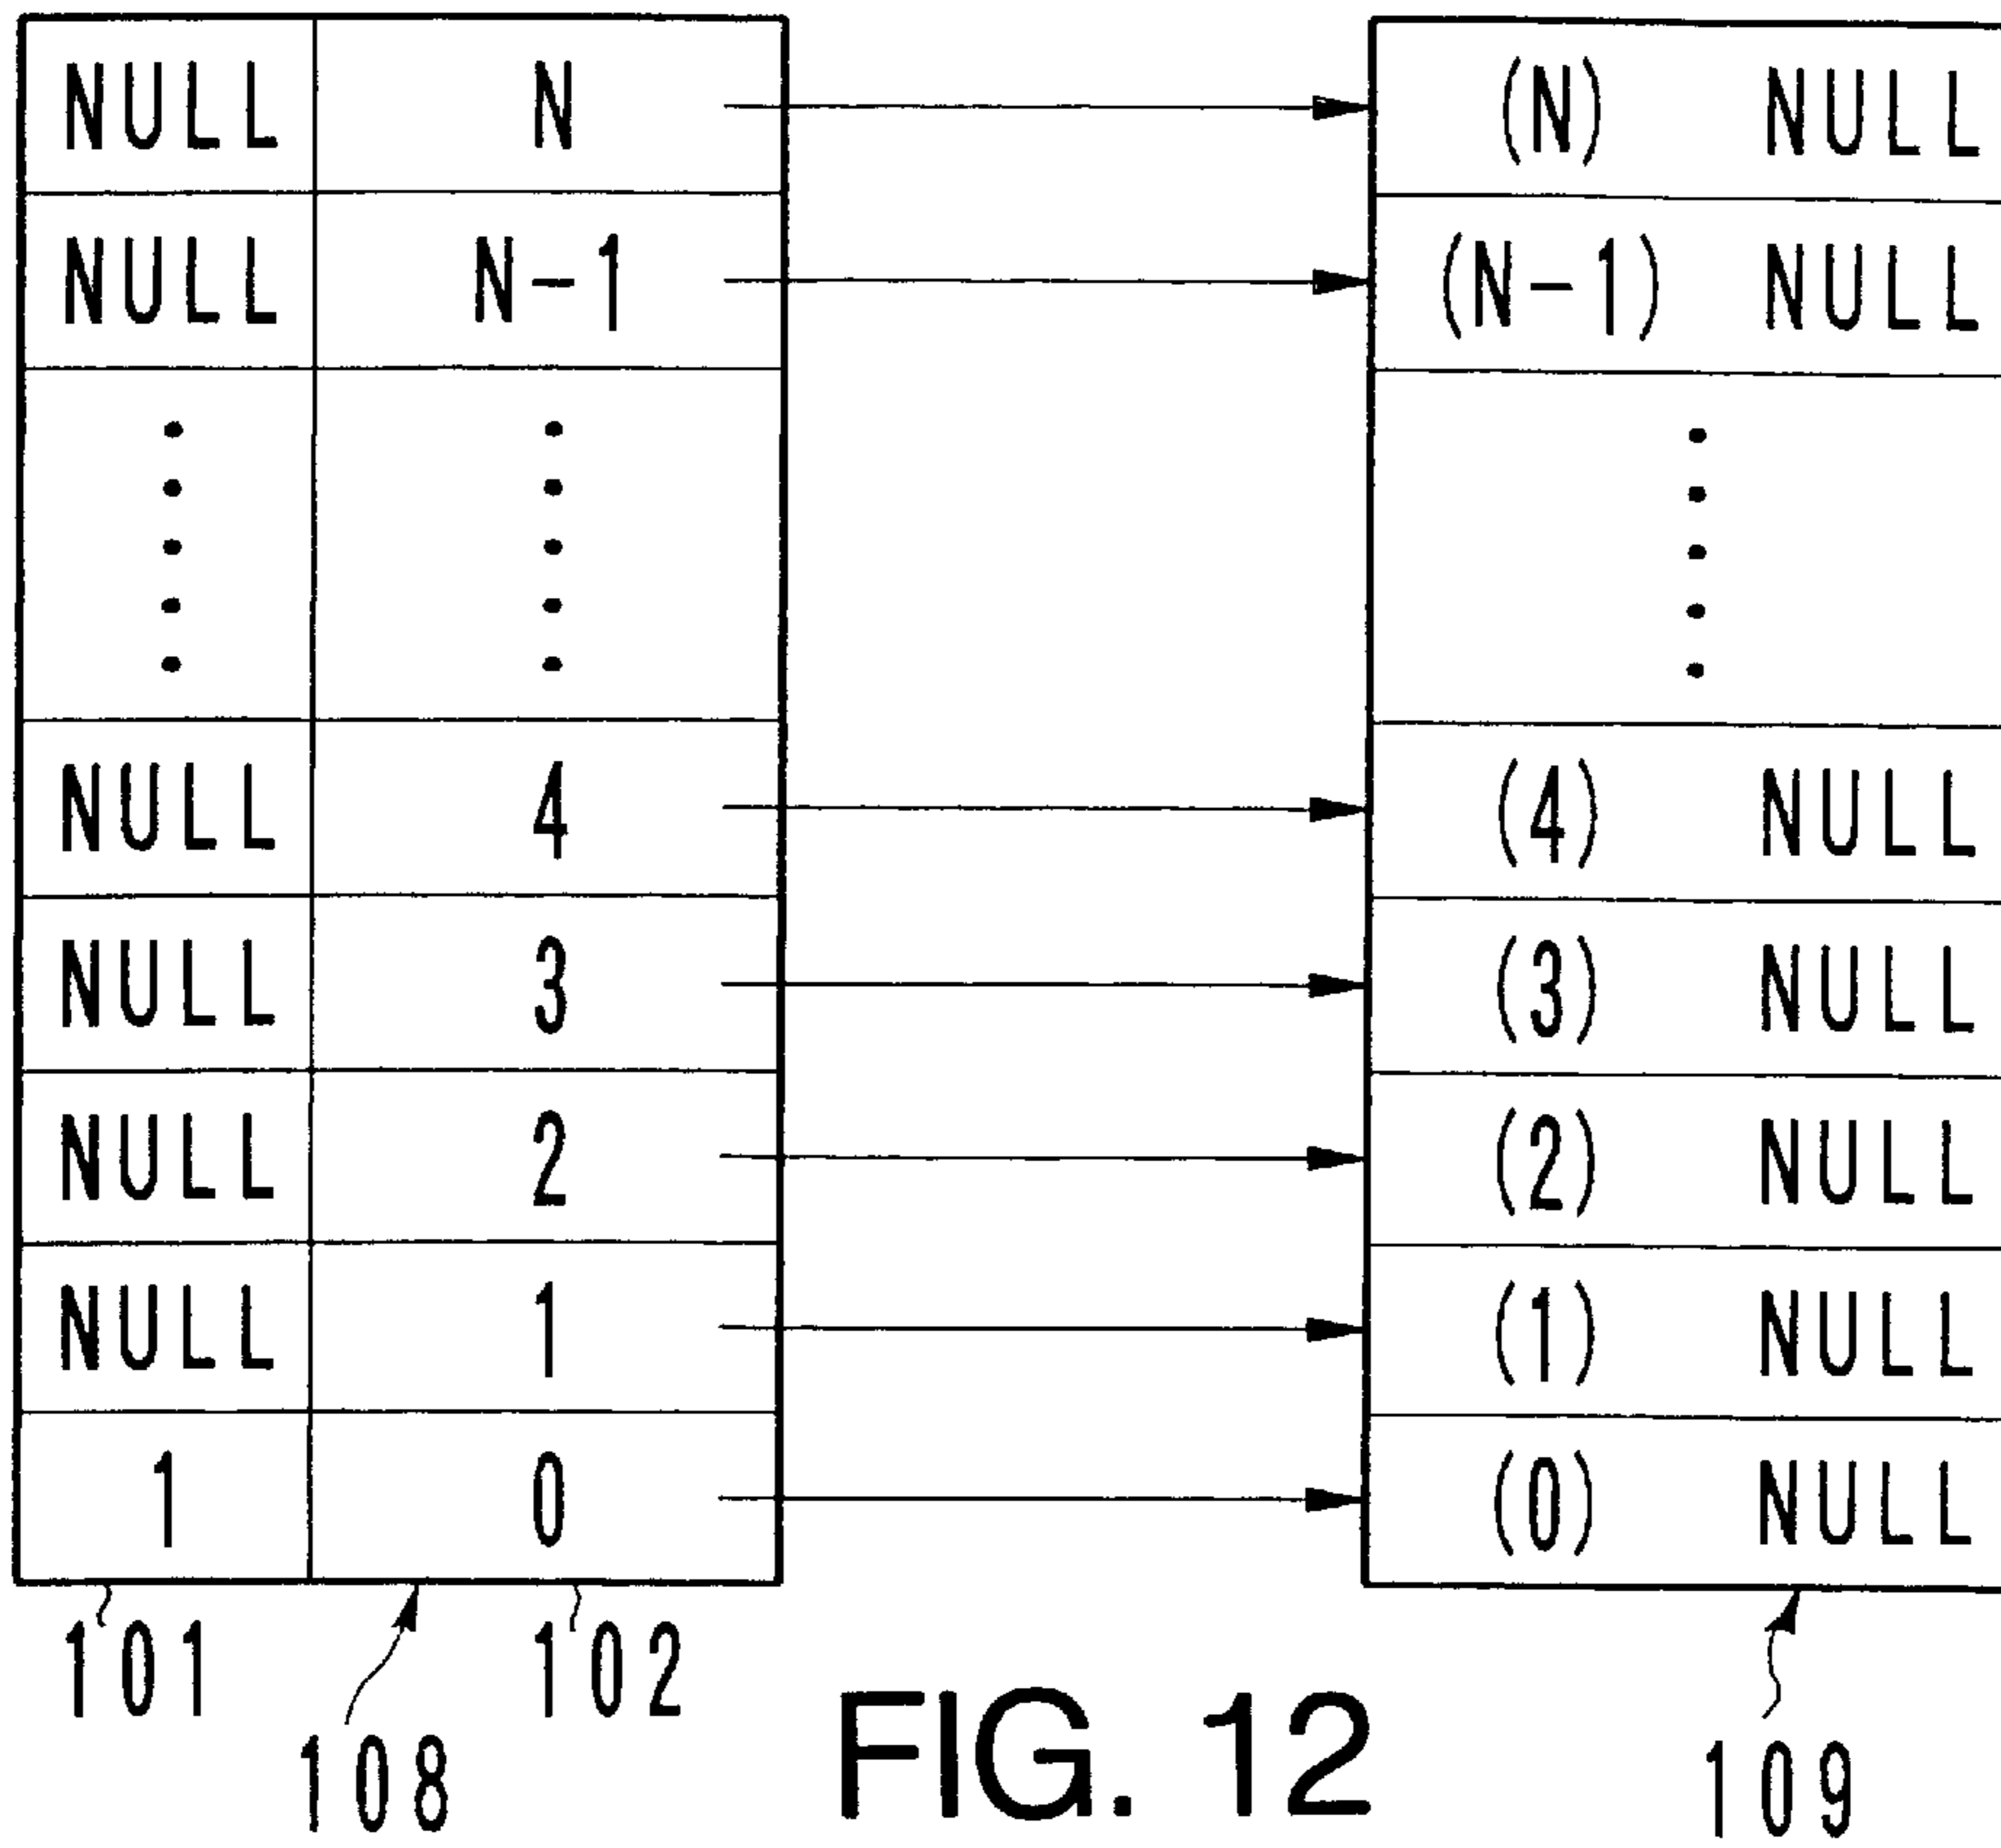 NULL N (N) NULL
NULL N-1 (N-1) NULL
NULL 4 (4) NULL
NULL 3 (3) NULL
NULL 2 (2) NULL
NULL 1 (1) NULL
1 0 (0) NULL
101 102
108 109
FIG. 12